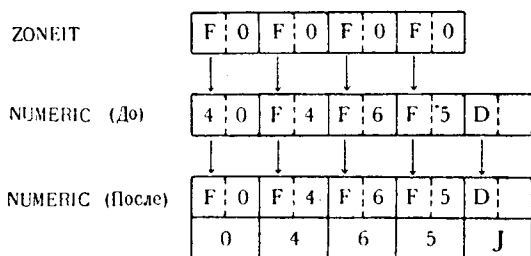 ZONEIT F 0 F 0 F 0 F 0
NUMERIC (До) 4 0 F 4 F 6 F 5 D
NUMERIC (После) F 0 F 4 F 6 F 5 D
0 4 6 5 J